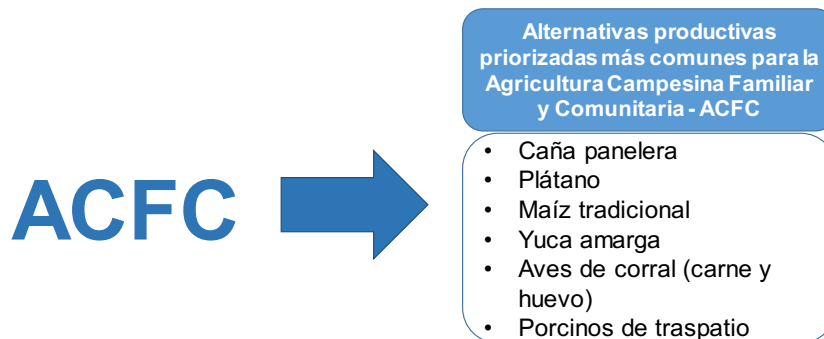 ACFC
Alternativas productivas
priorizadas más comunes para la
Agricultura Campesina Familiar
y Comunitaria - ACFC
• Caña panelera
• Plátano
• Maíz tradicional
• Yuca amarga
• Aves de corral (carne y
huevo)
• Porcinos de traspatio